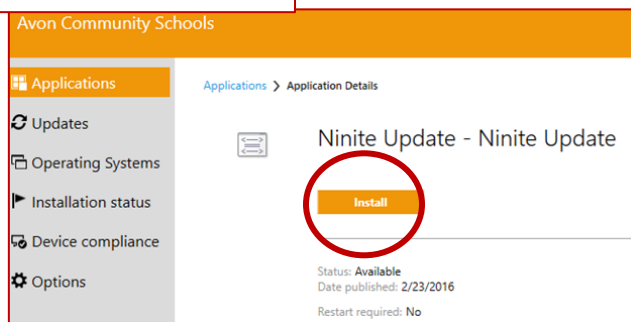 Avon Community Schools
Applications
Updates
Operating Systems
Installation status
Device compliance
Options
Applications > Application Details
Ninite Update - Ninite Update
Install
Status: Available
Date published: 2/23/2016
Restart required: No